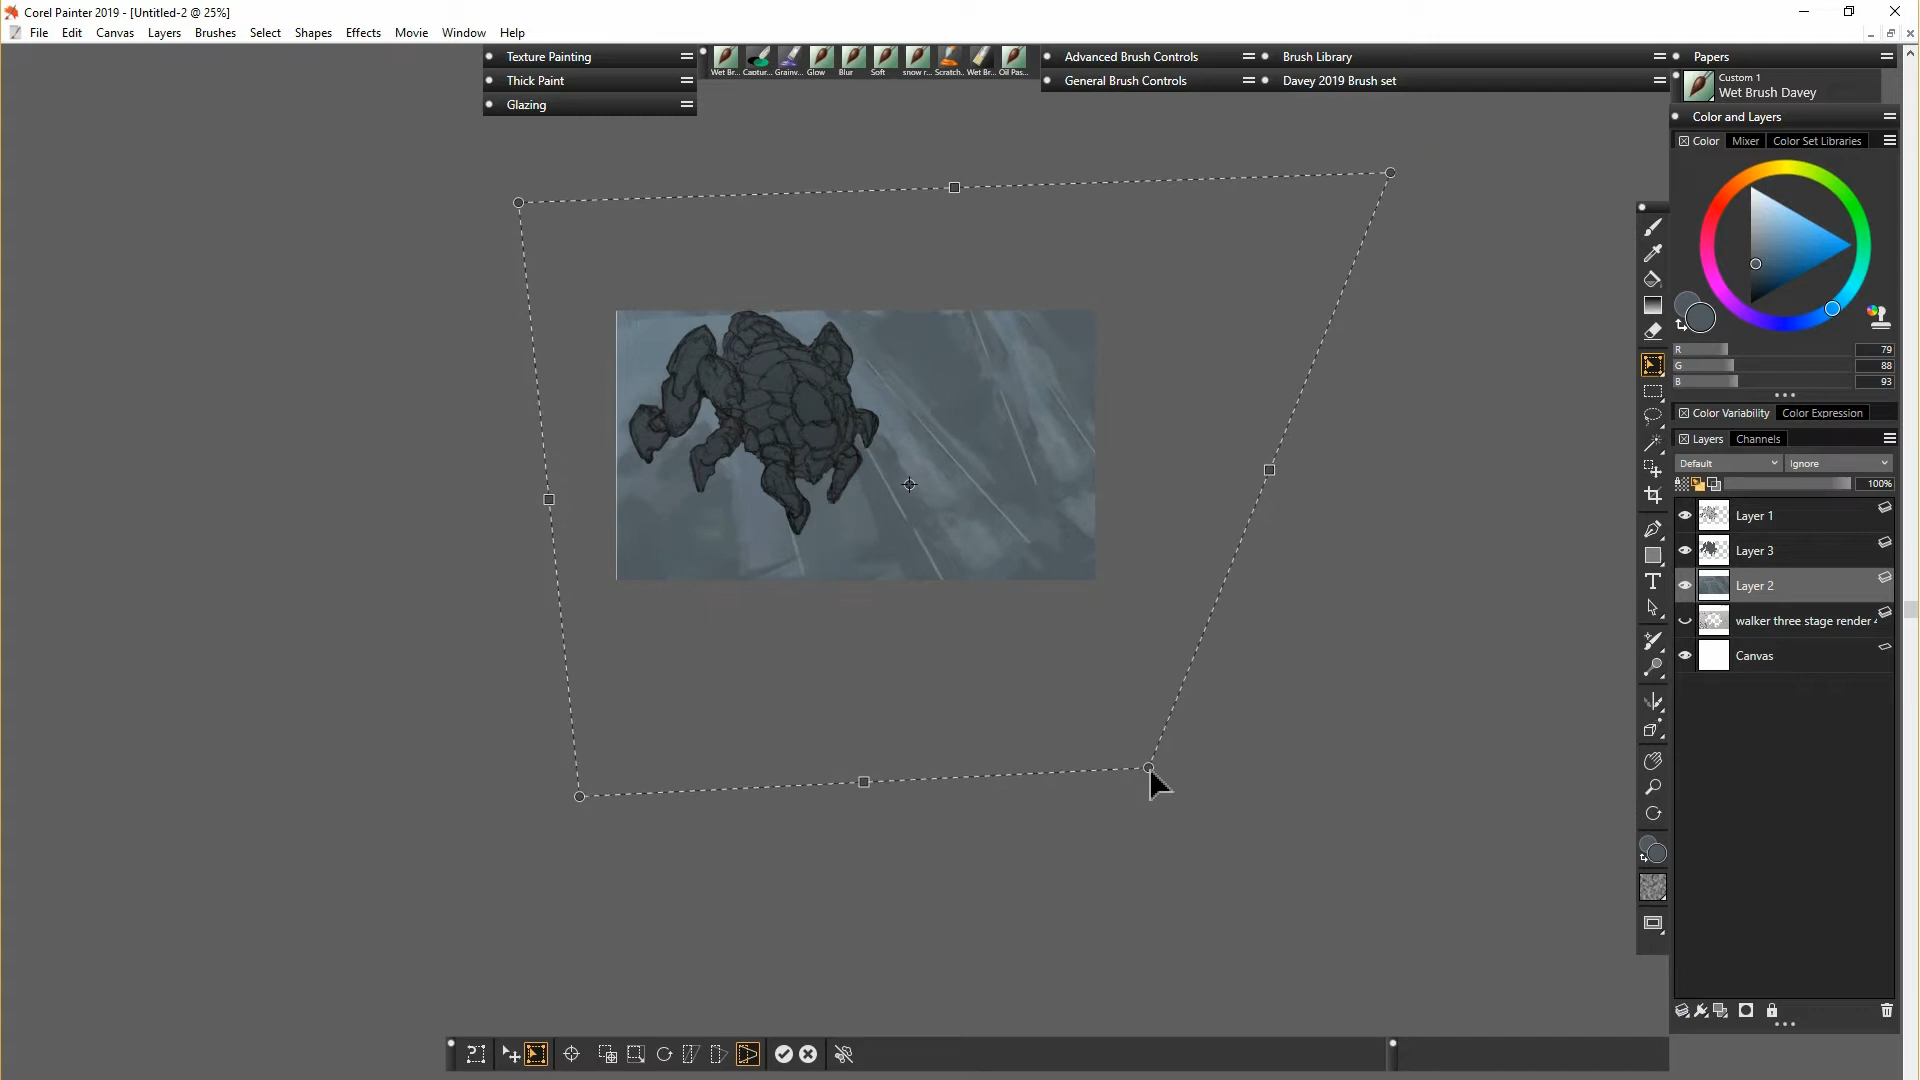 Corel Painter 2019 - [Untitled-2 @ 25%]
File Edit Canvas Layers Brushes Select Shapes Effects Movie Window Help
Texture Painting
Thick Paint
Glazing
Wet Br... Captur... Grainv... Glow Blur Soft snow r... Scratch... Wet Br... Oil Pas...
Advanced Brush Controls
General Brush Controls
Brush Library
Davey 2019 Brush set
Papers
Custom 1
Wet Brush Davey
Color and Layers
Color Mixer Color Set Libraries
R 79
G 88
B 93
Color Variability Color Expression
Layers Channels
Default Ignore
100%
Layer 1
Layer 3
Layer 2
walker three stage render
Canvas
T